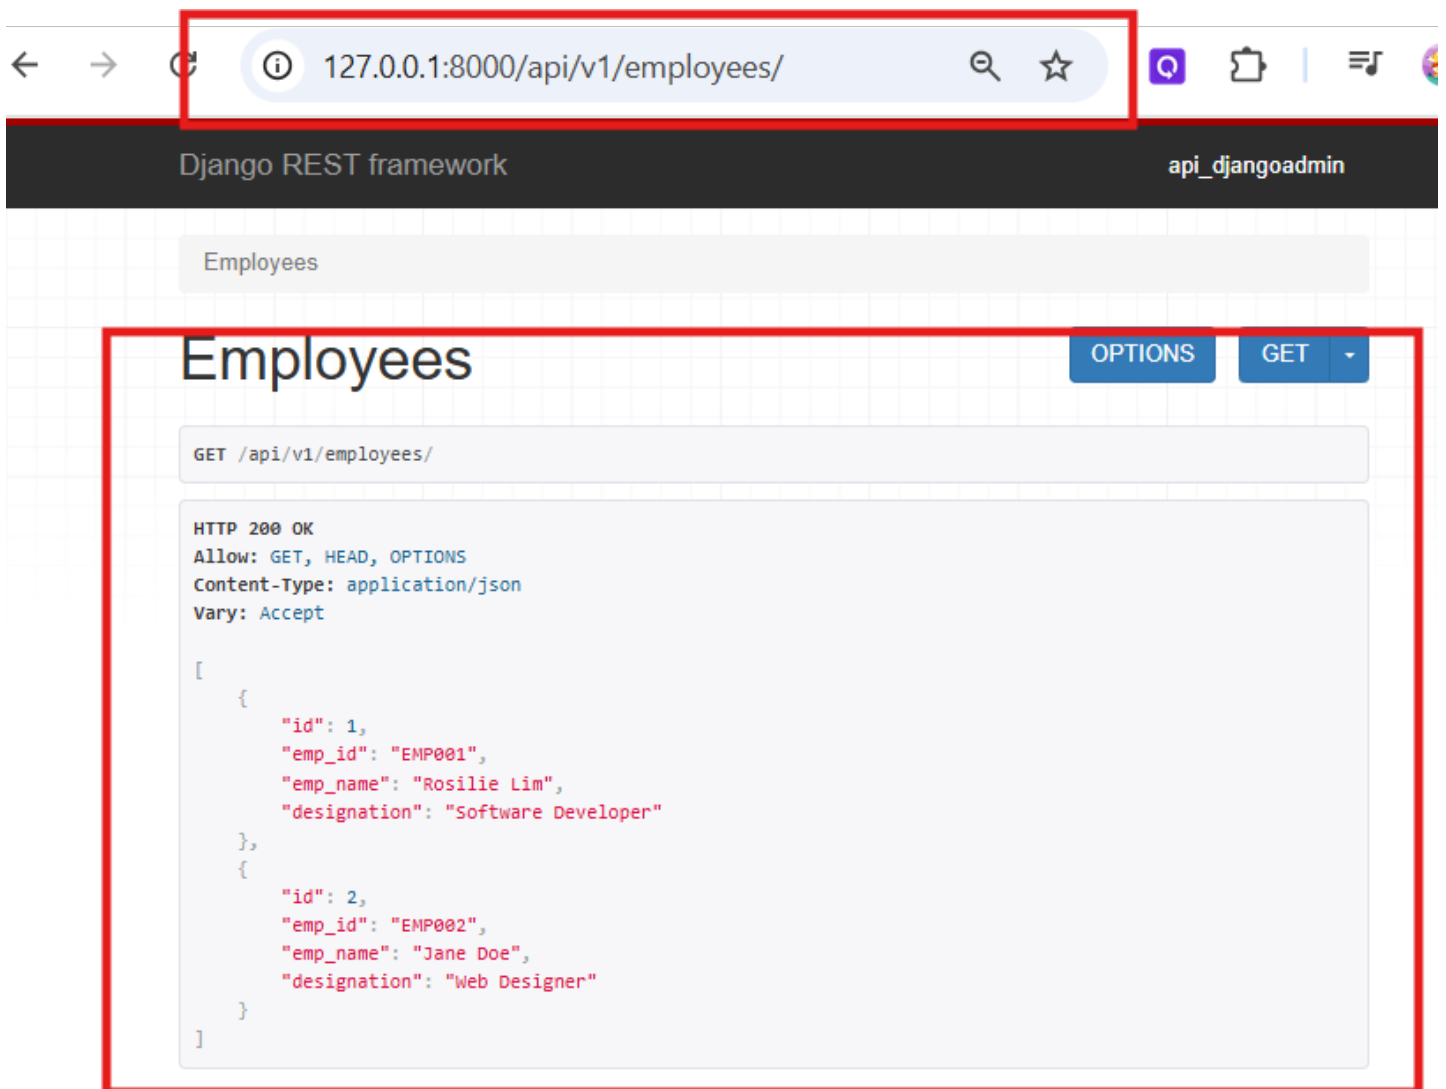 127.0.0.1:8000/api/v1/employees/
Django REST framework
api_djangoadmin
Employees
Employees
OPTIONS
GET
GET /api/v1/employees/
HTTP 200 OK
Allow: GET, HEAD, OPTIONS
Content-Type: application/json
Vary: Accept
[
    {
        "id": 1,
        "emp_id": "EMP001",
        "emp_name": "Rosilie Lim",
        "designation": "Software Developer"
    },
    {
        "id": 2,
        "emp_id": "EMP002",
        "emp_name": "Jane Doe",
        "designation": "Web Designer"
    }
]